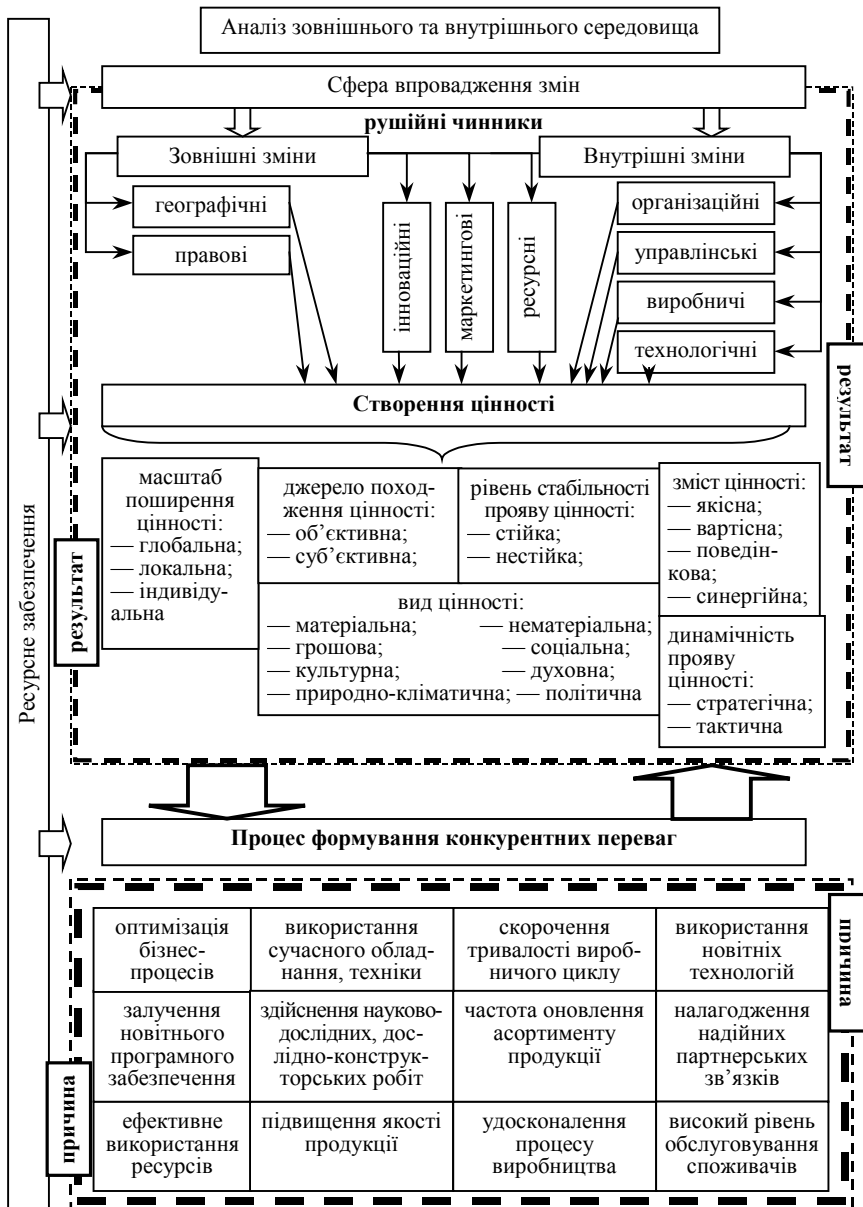 Аналіз зовнішнього та внутрішнього середовища
Сфера впровадження змін
рушійні чинники
Зовнішні зміни
Внутрішні зміни
географічні
правові
інноваційні
маркетингові
ресурсні
організаційні
управлінські
виробничі
технологічні
результат
Створення цінності
Ресурсне забезпечення
результат
масштаб
поширення
цінності:
— глобальна;
— локальна;
— індивіду-
альна
джерело поход-
ження цінності:
— об’єктивна;
— суб’єктивна;
рівень стабільності
прояву цінності:
— стійка;
— нестійка;
зміст цінності:
— якісна;
— вартісна;
— поведін-
кова;
— синергійна;
вид цінності:
— матеріальна; — нематеріальна;
— грошова; — соціальна;
— культурна; — духовна;
— природно-кліматична; — політична
динамічність
прояву
цінності:
— стратегічна;
— тактична
Процес формування конкурентних переваг
причина
оптимізація
бізнес-
процесів
використання
сучасного облад-
нання, техніки
скорочення
тривалості вироб-
ничого циклу
використання
новітніх
технологій
залучення
новітнього
програмного
забезпечення
здійснення науково-
дослідних, дос-
лідно-конструк-
торських робіт
частота оновлення
асортименту
продукції
налагодження
надійних
партнерських
зв’язків
причина
ефективне
використання
ресурсів
підвищення якості
продукції
удосконалення
процесу
виробництва
високий рівень
обслуговування
споживачів